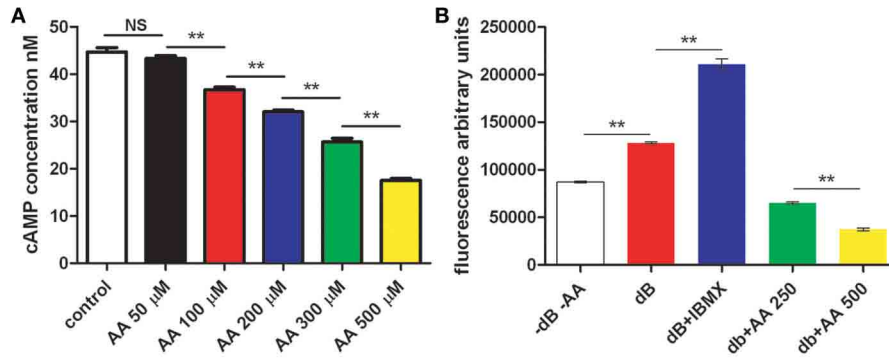 A
cAMP concentration nM
50
40
30
20
10
0
NS
**
**
**
**
control
AA 50 µM
AA 100 µM
AA 200 µM
AA 300 µM
AA 500 µM
B
fluorescence arbitrary units
250000
200000
150000
100000
50000
0
**
**
**
-dB -AA
dB
dB+IBMX
db+AA 250
db+AA 500